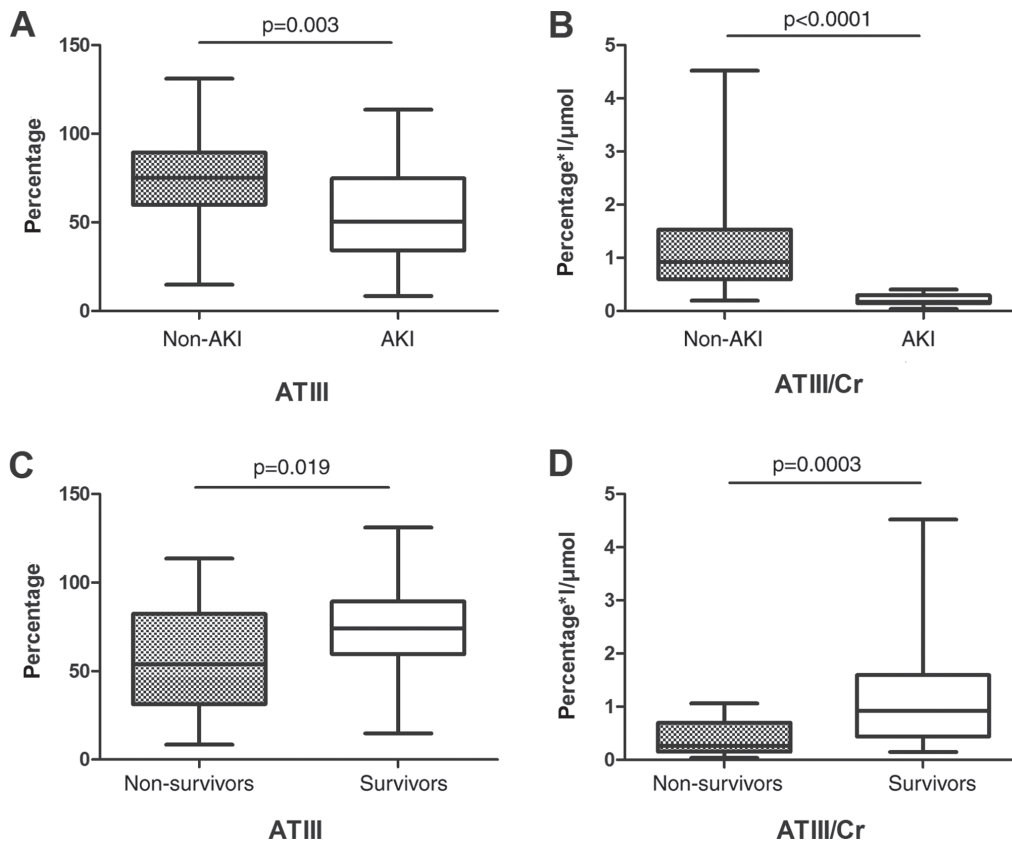 A
p=0.003
150
100
50
0
Percentage
Non-AKI AKI
ATIII
B
p<0.0001
5
4
3
2
1
0
Percentage*l/µmol
Non-AKI AKI
ATIII/Cr
C
p=0.019
150
100
50
0
Percentage
Non-survivors Survivors
ATIII
D
p=0.0003
5
4
3
2
1
0
Percentage*l/µmol
Non-survivors Survivors
ATIII/Cr